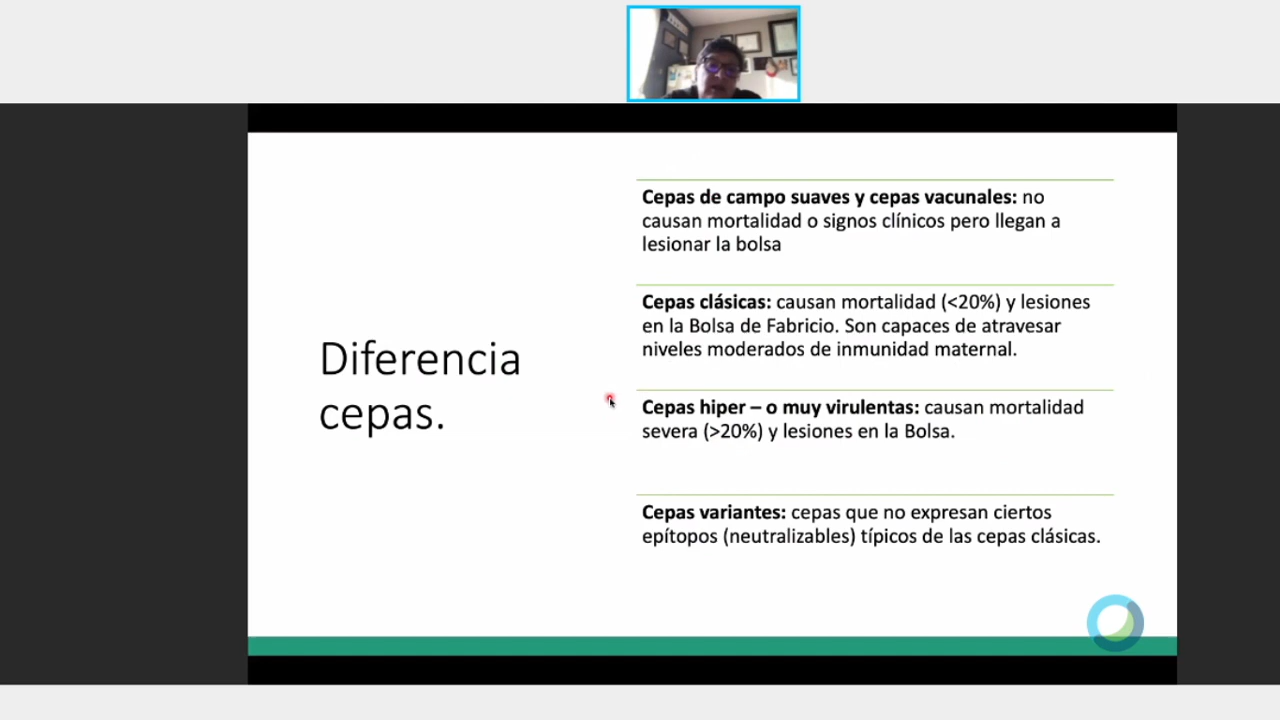 Diferencia
cepas.
Cepas de campo suaves y cepas vacunales: no
causan mortalidad o signos clínicos pero llegan a
lesionar la bolsa
Cepas clásicas: causan mortalidad (<20%) y lesiones
en la Bolsa de Fabricio. Son capaces de atravesar
niveles moderados de inmunidad maternal.
Cepas hiper – o muy virulentas: causan mortalidad
severa (>20%) y lesiones en la Bolsa.
Cepas variantes: cepas que no expresan ciertos
epítopos (neutralizables) típicos de las cepas clásicas.